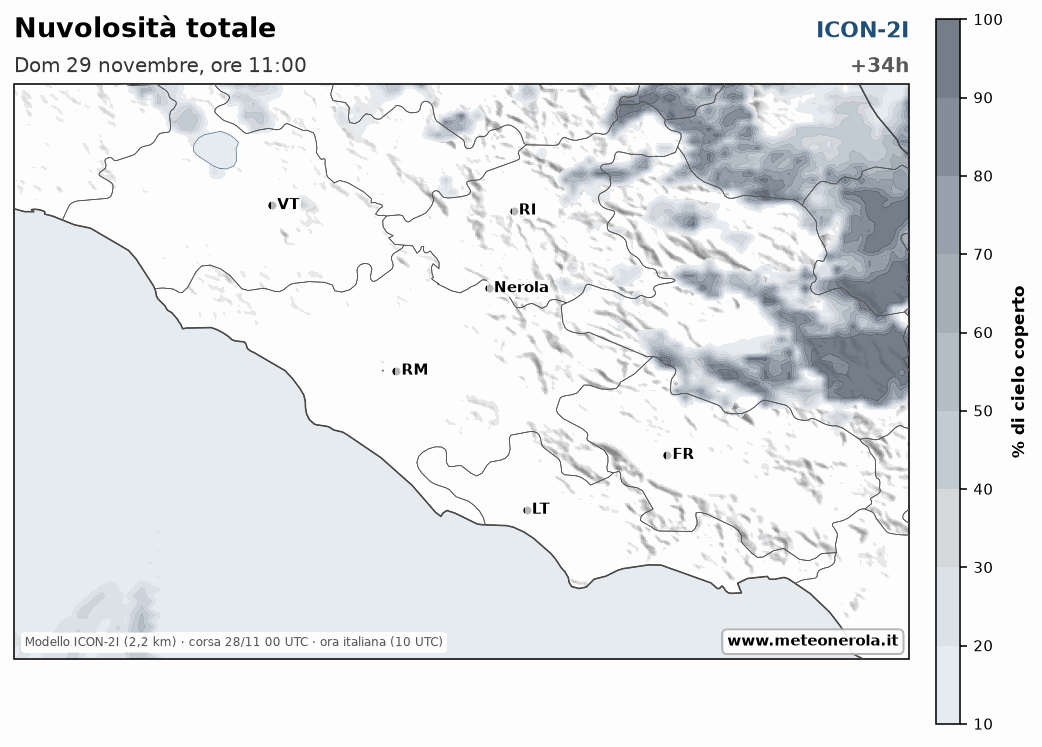 Nuvolosità totale
ICON-2I
Dom 29 novembre, ore 11:00
+34h
100
90
80
70
60
50
40
30
20
10
% di cielo coperto
VT
RI
Nerola
RM
FR
LT
Modello ICON-2I (2,2 km) · corsa 28/11 00 UTC · ora italiana (10 UTC)
www.meteonerola.it